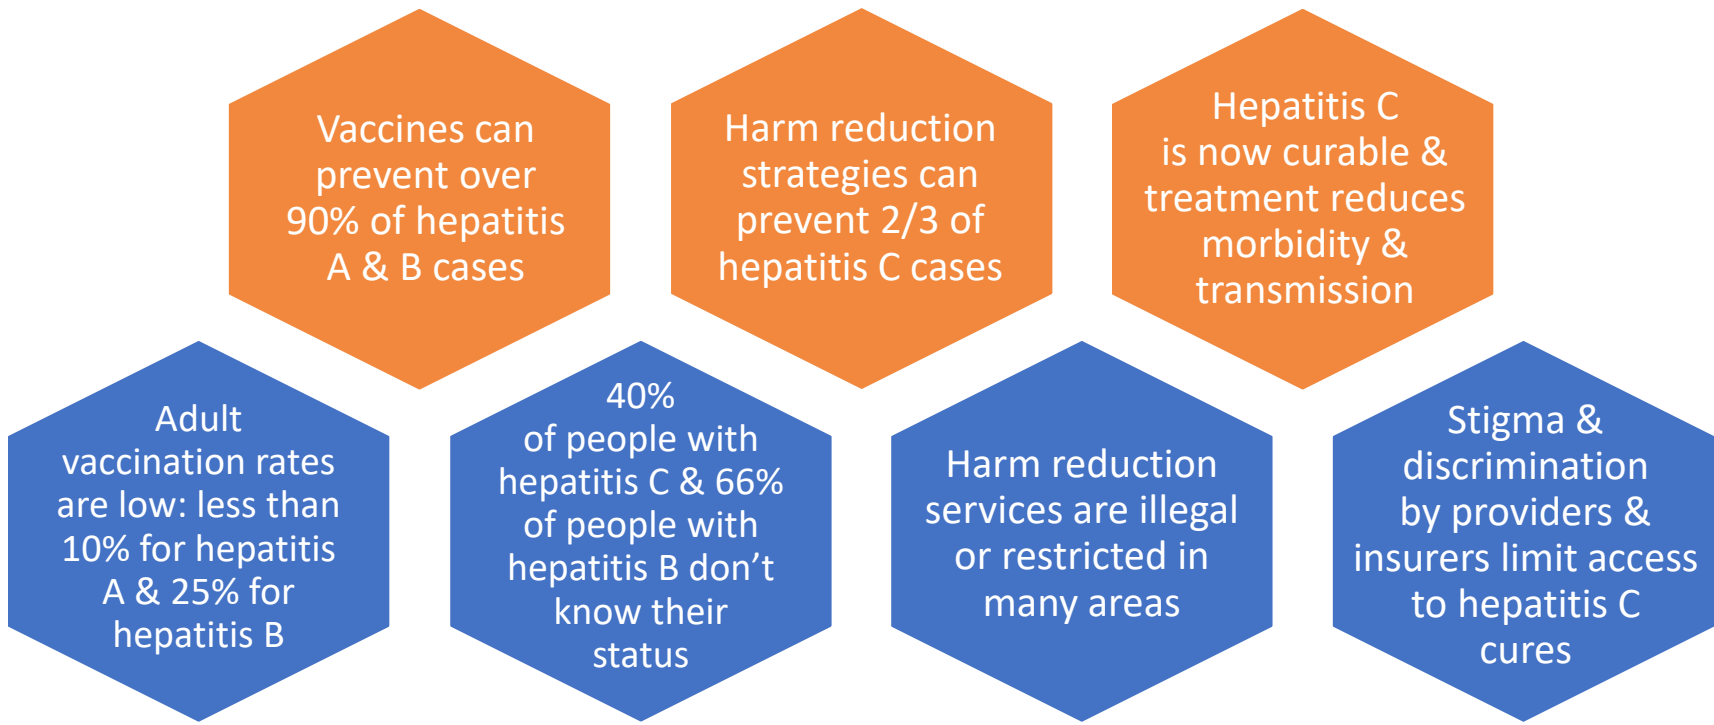 Vaccines can
prevent over
90% of hepatitis
A & B cases
Harm reduction
strategies can
prevent 2/3 of
hepatitis C cases
Hepatitis C
is now curable &
treatment reduces
morbidity &
transmission
Adult
vaccination rates
are low: less than
10% for hepatitis
A & 25% for
hepatitis B
40%
of people with
hepatitis C & 66%
of people with
hepatitis B don’t
know their
status
Harm reduction
services are illegal
or restricted in
many areas
Stigma &
discrimination
by providers &
insurers limit access
to hepatitis C
cures